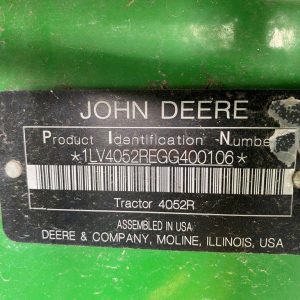 JOHN DEERE
Product Identification Number
*1LV4052REGG400106*
Tractor 4052R
ASSEMBLED IN USA
DEERE & COMPANY, MOLINE, ILLINOIS, USA